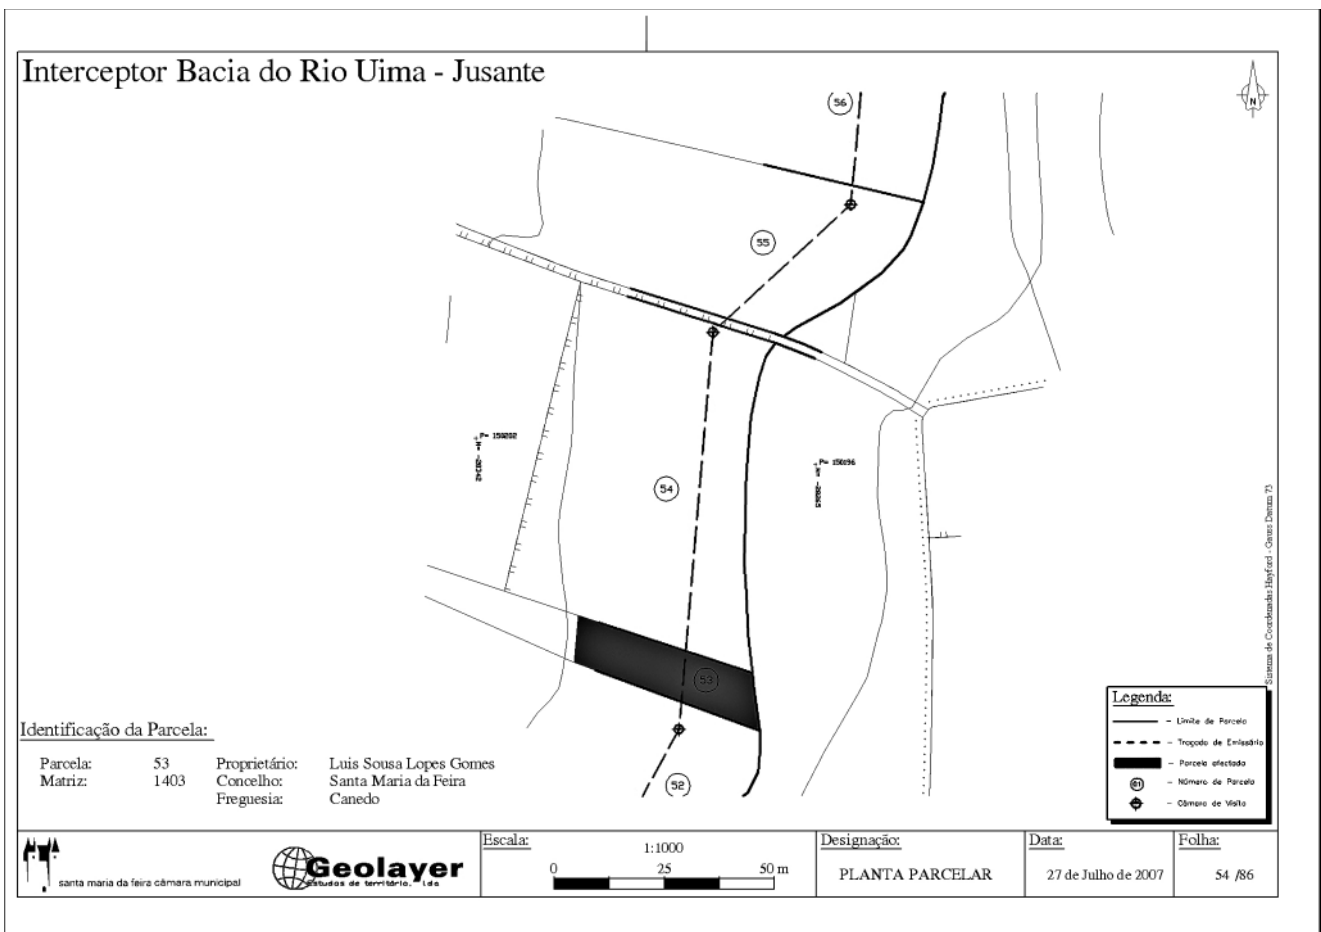 Interceptor Bacia do Rio Uima - Jusante
N
56
55
P= 150202
M= -28242
P= 150196
54
53
52
Sistema de Coordenadas Hayford - Gauss Datum 73
Legenda:
- Limite de Parcela
- Traçado de Emissário
- Parcela afectada
61 - Número de Parcela
- Câmara de Visita
Identificação da Parcela:
Parcela: 53 Proprietário: Luis Sousa Lopes Gomes
Matriz: 1403 Concelho: Santa Maria da Feira
Freguesia: Canedo
santa maria da feira câmara municipal
Geolayer
Estudos de território, lda
Escala:
1:1000
0 25 50 m
Designação:
PLANTA PARCELAR
Data:
27 de Julho de 2007
Folha:
54 /86